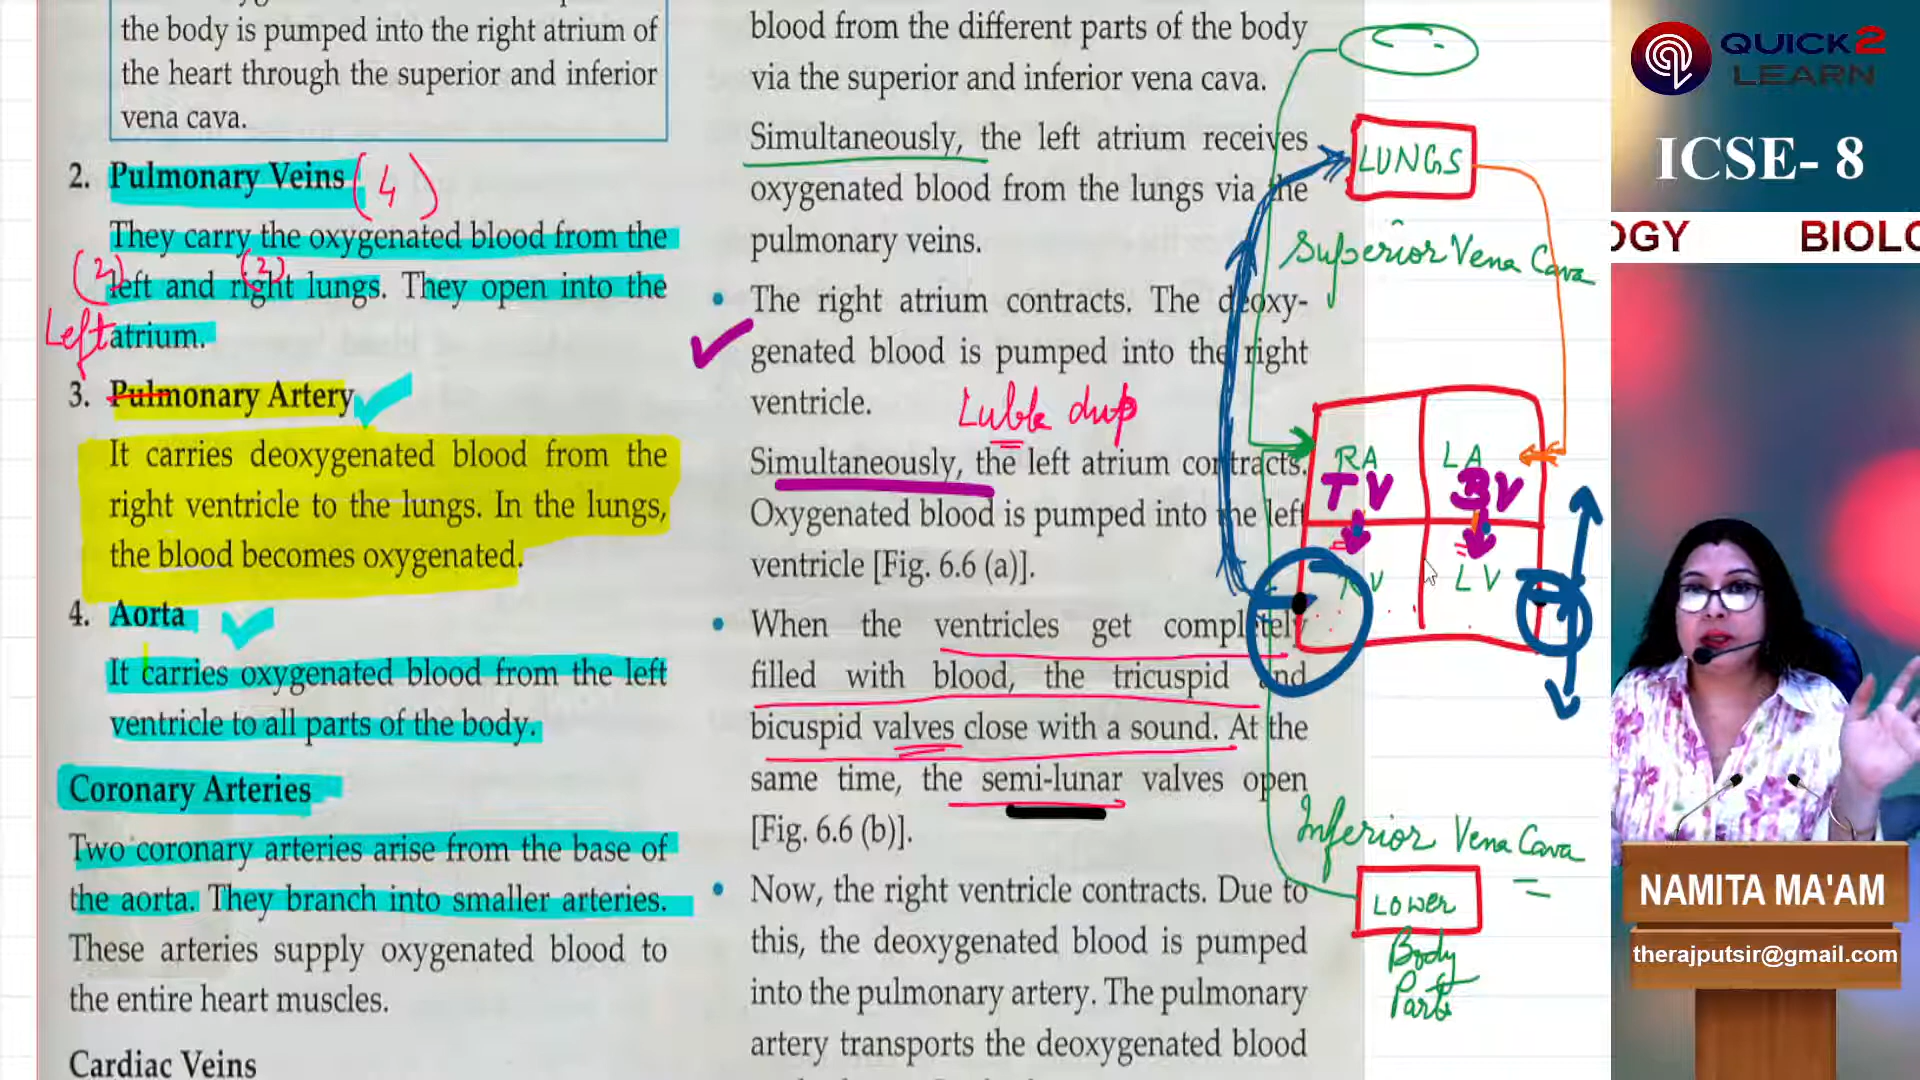 the body is pumped into the right atrium of
the heart through the superior and inferior
vena cava.
2. Pulmonary Veins (4)
They carry the oxygenated blood from the
(2) (2)
left and right lungs. They open into the
Left atrium.
3. Pulmonary Artery
It carries deoxygenated blood from the
right ventricle to the lungs. In the lungs,
the blood becomes oxygenated.
4. Aorta
It carries oxygenated blood from the left
ventricle to all parts of the body.
Coronary Arteries
Two coronary arteries arise from the base of
the aorta. They branch into smaller arteries.
These arteries supply oxygenated blood to
the entire heart muscles.
Cardiac Veins
blood from the different parts of the body
via the superior and inferior vena cava.
Simultaneously, the left atrium receives
oxygenated blood from the lungs via the
pulmonary veins.
• The right atrium contracts. The deoxy-
genated blood is pumped into the right
ventricle.
Lubb dup
Simultaneously, the left atrium contracts.
Oxygenated blood is pumped into the left
ventricle [Fig. 6.6 (a)].
• When the ventricles get completely
filled with blood, the tricuspid and
bicuspid valves close with a sound. At the
same time, the semi-lunar valves open
[Fig. 6.6 (b)].
• Now, the right ventricle contracts. Due to
this, the deoxygenated blood is pumped
into the pulmonary artery. The pulmonary
artery transports the deoxygenated blood
LUNGS
Superior Vena Cava
RA LA
TV BV
RV LV
Inferior Vena Cava
Lower
Body
Parts
QUICK2
LEARN
ICSE- 8
OGY BIOLO
NAMITA MA'AM
therajputsir@gmail.com